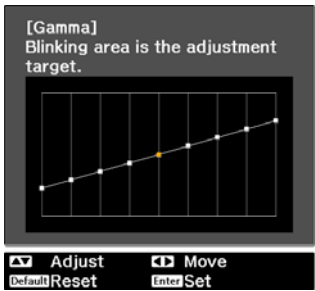 [Gamma]
Blinking area is the adjustment
target.
Adjust Move
Default Reset Enter Set